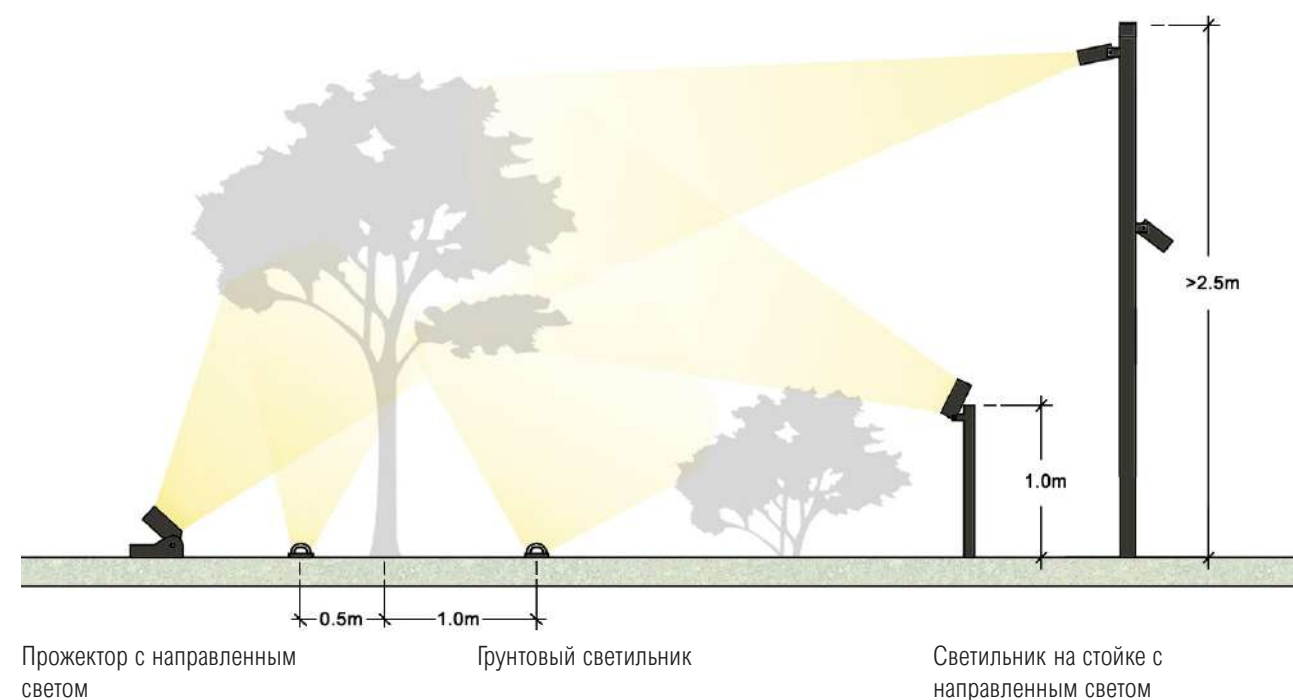 >2.5m
1.0m
0.5m
1.0m
Прожектор с направленным
светом
Грунтовый светильник
Светильник на стойке с
направленным светом